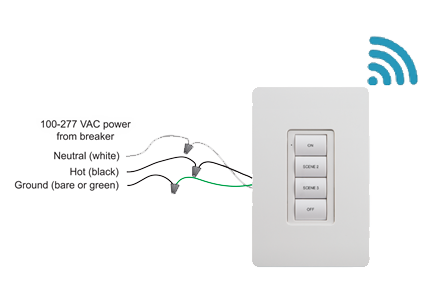 100-277 VAC power
from breaker
Neutral (white)
Hot (black)
Ground (bare or green)
ON
SCENE 2
SCENE 3
OFF